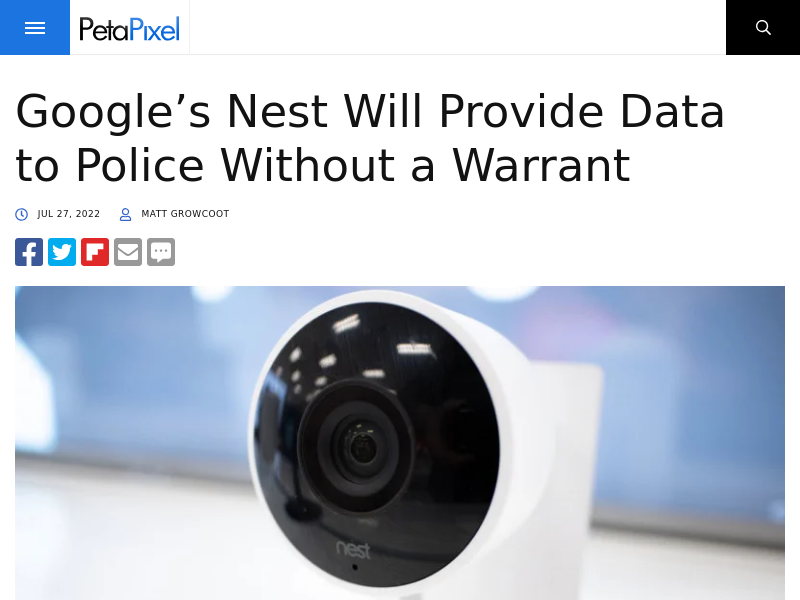 PetaPixel
Google’s Nest Will Provide Data
to Police Without a Warrant
JUL 27, 2022 MATT GROWCOOT
nest